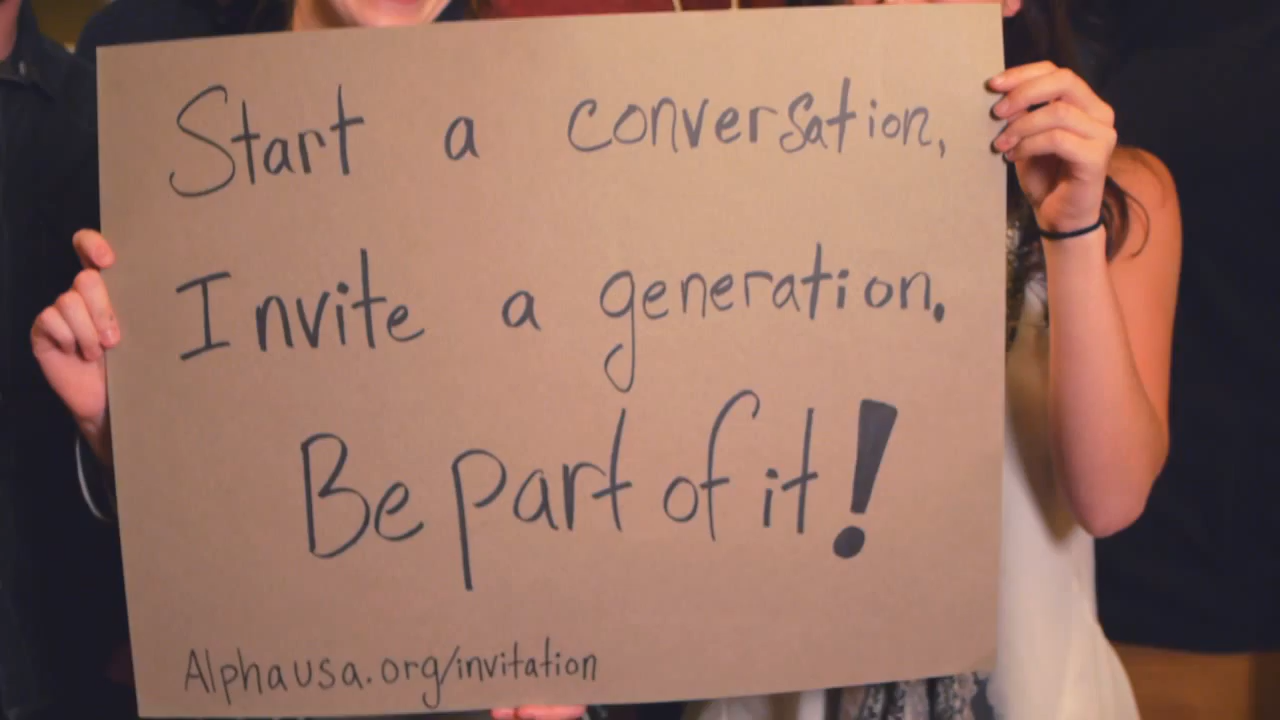 Start a conversation,
Invite a generation.
Be part of it!
Alphausa.org/invitation